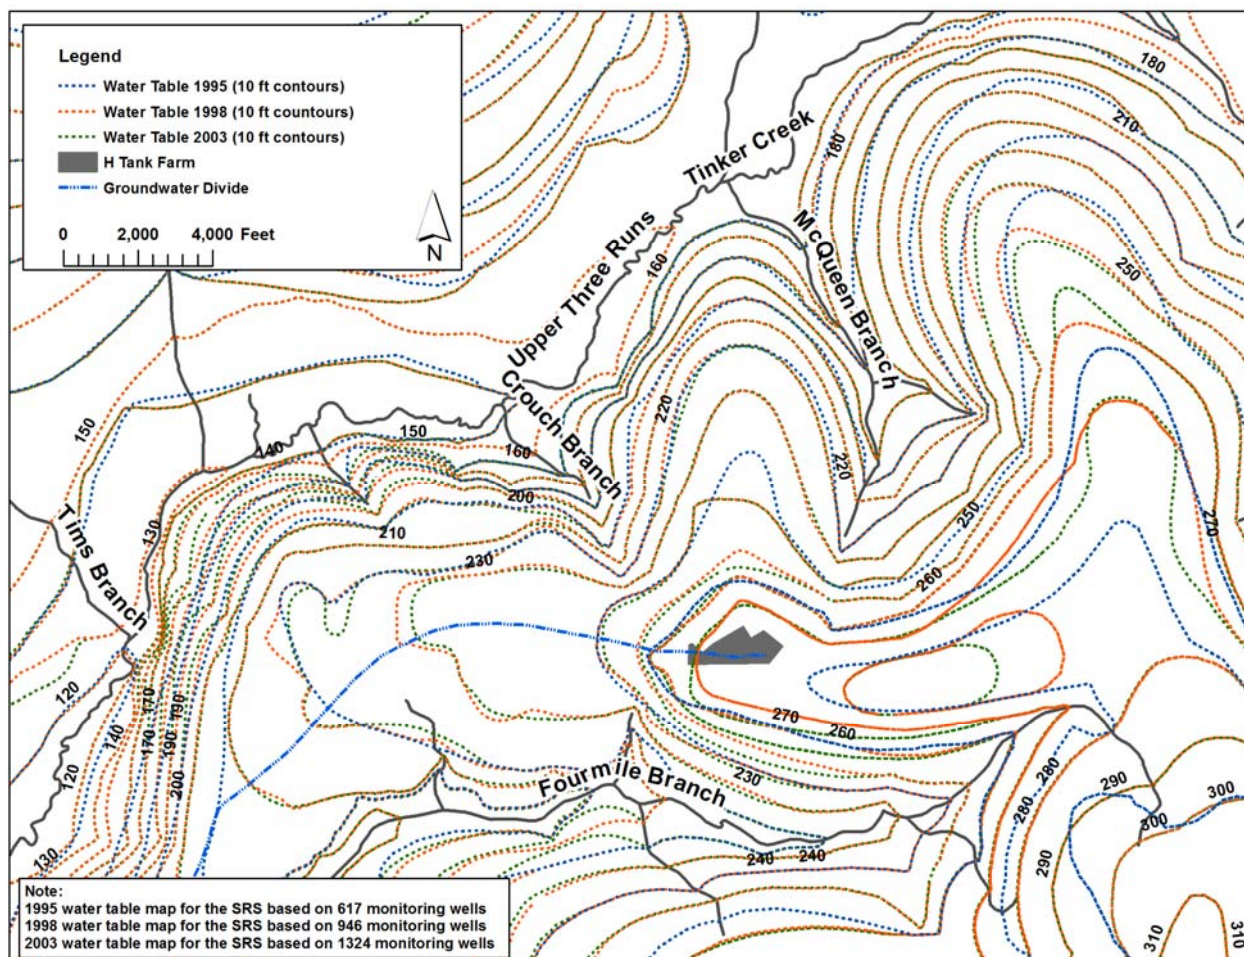 Legend
Water Table 1995 (10 ft contours)
Water Table 1998 (10 ft countours)
Water Table 2003 (10 ft contours)
H Tank Farm
Groundwater Divide
0 2,000 4,000 Feet
N
180
210
180
Tinker Creek
McQueen Branch
Upper Three Runs
160
250
Crouch Branch
220
150
150
140
160
200
220
250
270
130
210
230
260
Tims Branch
120
170
190
140
170
190
200
120
130
270
260
230
Fourmile Branch
240
240
280
280
290
290
300
300
310
310
Note:
1995 water table map for the SRS based on 617 monitoring wells
1998 water table map for the SRS based on 946 monitoring wells
2003 water table map for the SRS based on 1324 monitoring wells